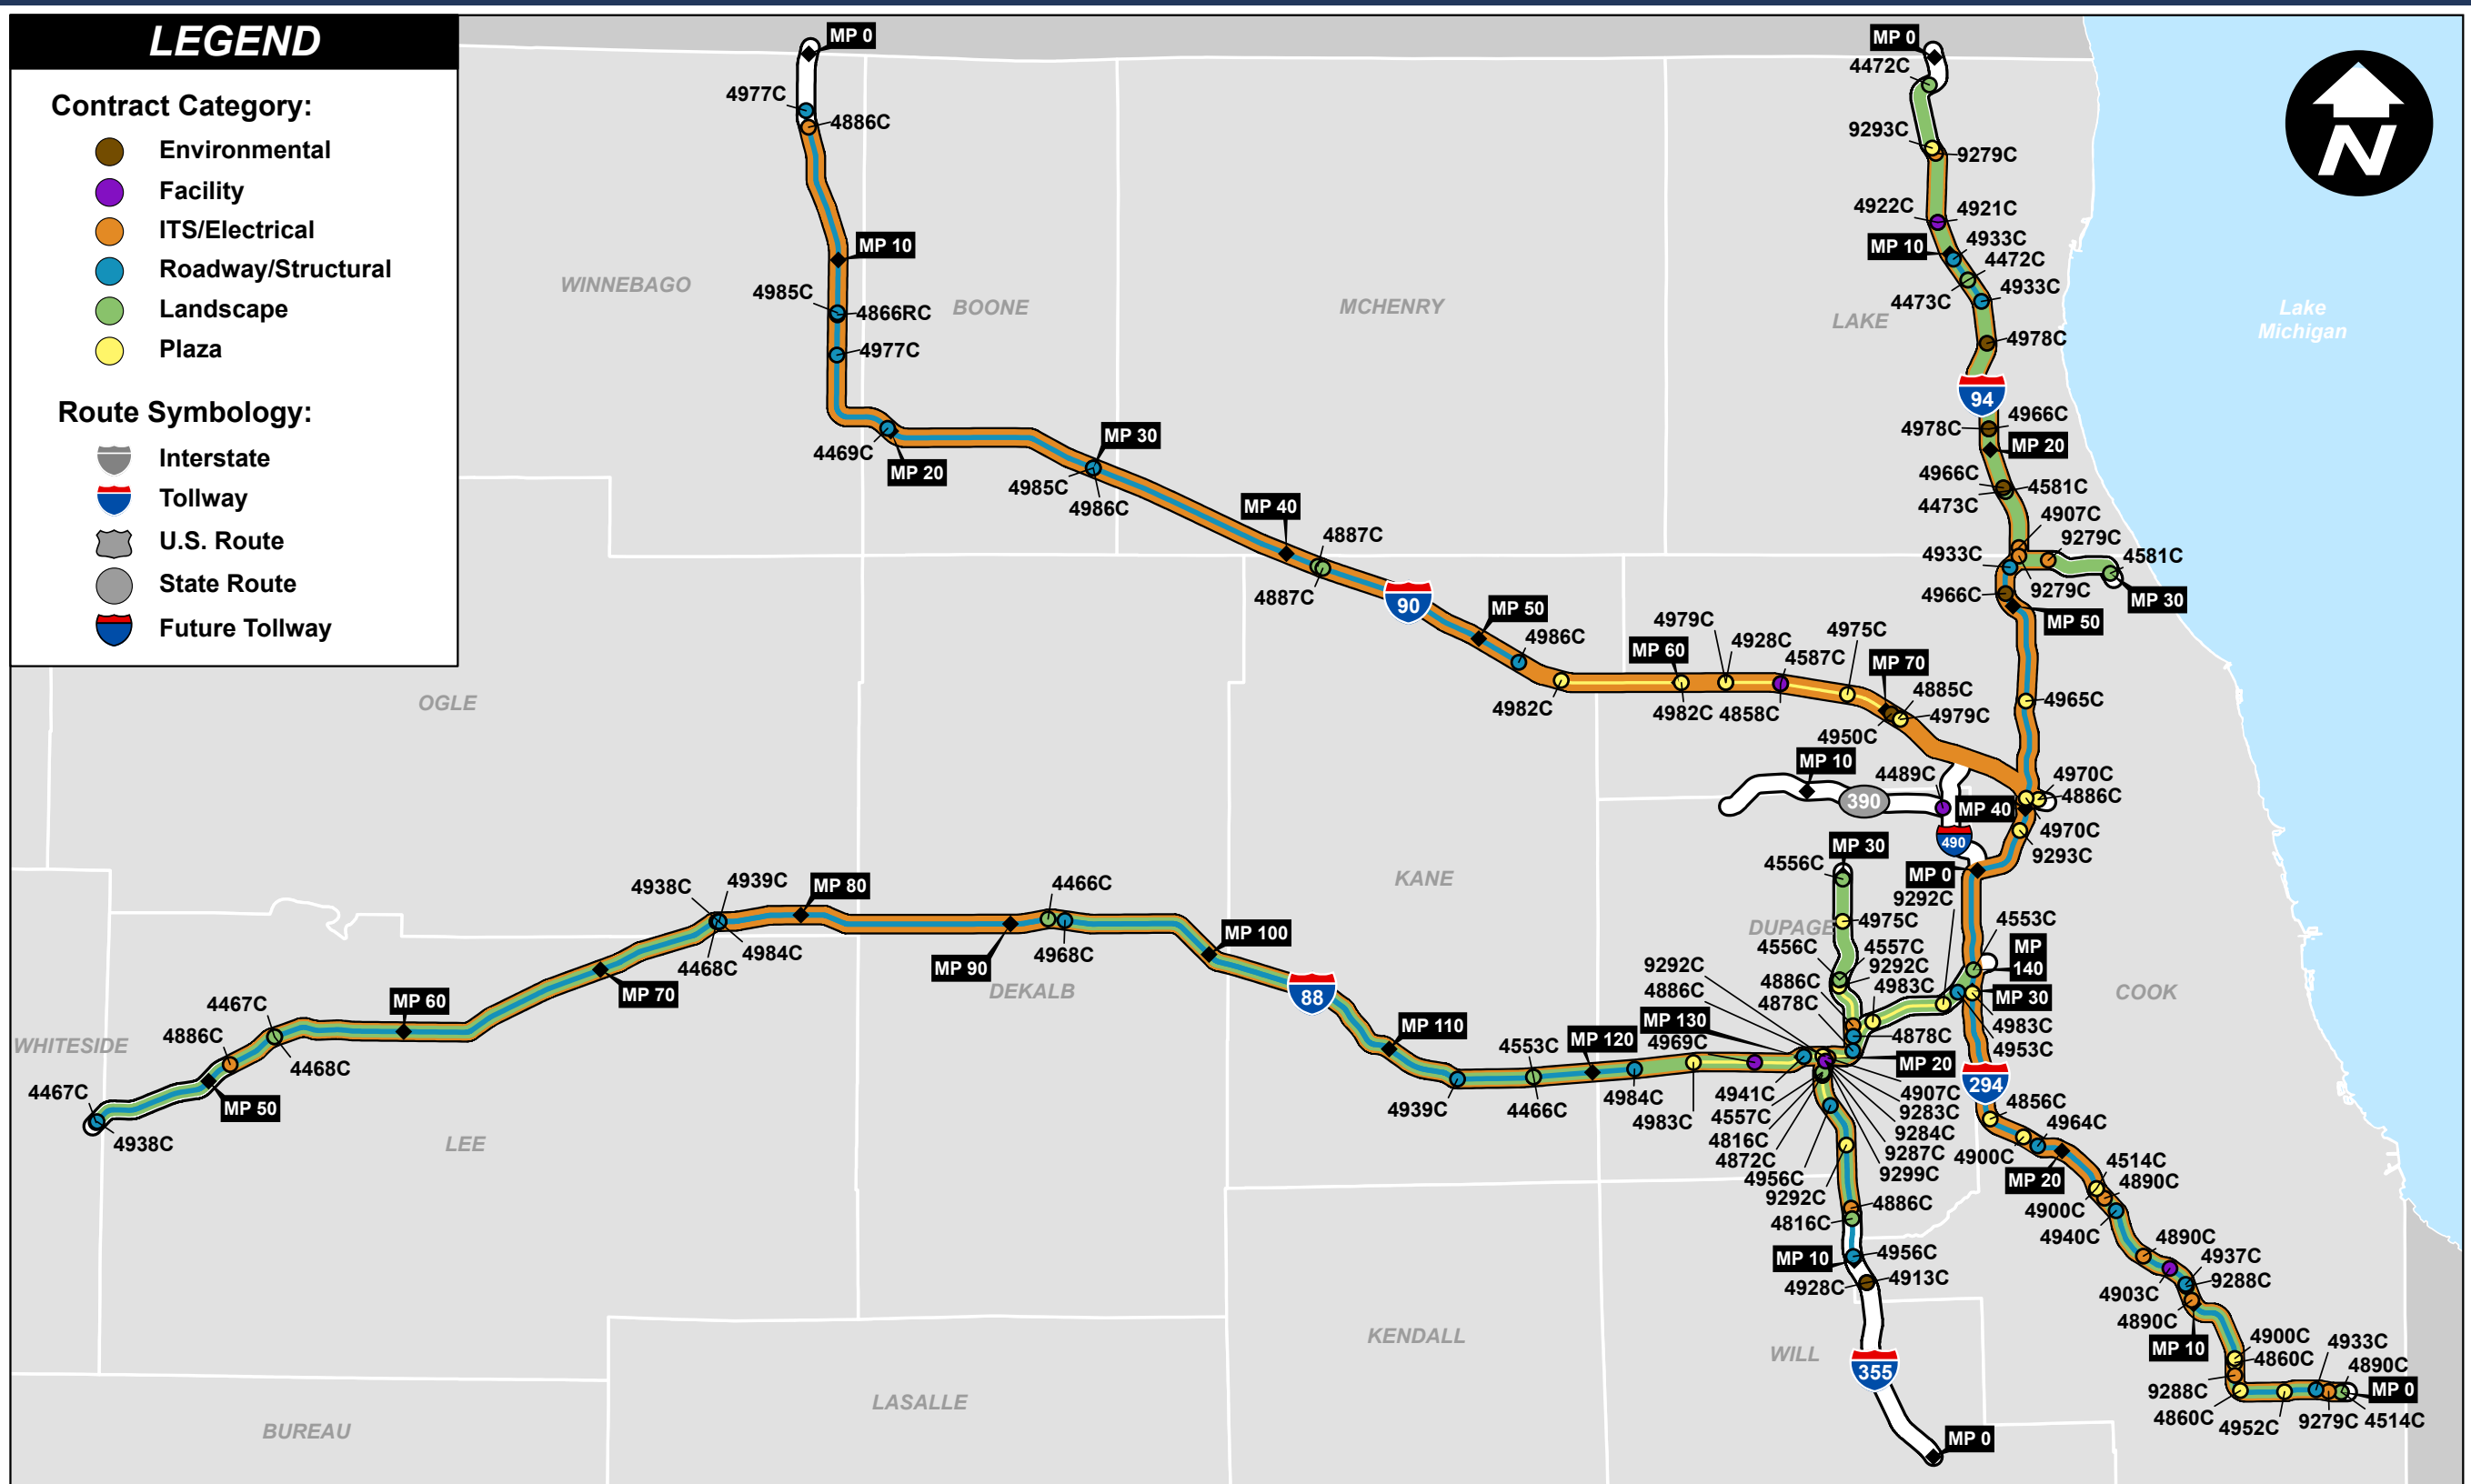 LEGEND
Contract Category:
Environmental
Facility
ITS/Electrical
Roadway/Structural
Landscape
Plaza
Route Symbology:
Interstate
Tollway
U.S. Route
State Route
Future Tollway
N
Lake
Michigan
WINNEBAGO
BOONE
MCHENRY
LAKE
OGLE
KANE
DUPAGE
COOK
DEKALB
WHITESIDE
LEE
KENDALL
WILL
LASALLE
BUREAU
MP 0
4977C
4886C
MP 10
4985C
4866RC
4977C
4469C
MP 20
MP 30
4985C
4986C
MP 40
4887C
4887C
90
MP 50
4986C
4982C
MP 60
4982C
4979C
4928C
4587C
4858C
4975C
MP 70
4885C
4979C
4950C
4970C
4886C
MP 0
4472C
9293C
9279C
4922C
4921C
MP 10
4933C
4472C
4473C
4933C
4978C
94
4966C
4978C
MP 20
4966C
4581C
4473C
4907C
9279C
4581C
4933C
9279C
MP 30
4966C
MP 50
4965C
MP 10
4489C
390
MP 40
490
4970C
9293C
MP 0
9292C
4553C
MP
140
MP 30
4983C
4953C
294
4856C
4964C
4900C
MP 20
4514C
4890C
4900C
4940C
4890C
4937C
9288C
4903C
4890C
MP 10
4900C
4860C
4933C
4890C
MP 0
9288C
4860C
4952C
9279C
4514C
MP 30
4556C
4975C
4556C
4557C
9292C
4886C
4983C
4878C
4878C
MP 20
9292C
4886C
MP 130
4969C
4941C
4557C
4816C
4872C
4956C
9292C
4907C
9283C
9284C
9287C
9299C
4886C
4816C
MP 10
4956C
4928C
4913C
355
MP 0
4938C
4939C
MP 80
4466C
4468C
4984C
MP 90
4968C
MP 100
MP 70
88
MP 60
4467C
4886C
4468C
MP 50
4467C
4938C
MP 110
4939C
4553C
4466C
MP 120
4984C
4983C